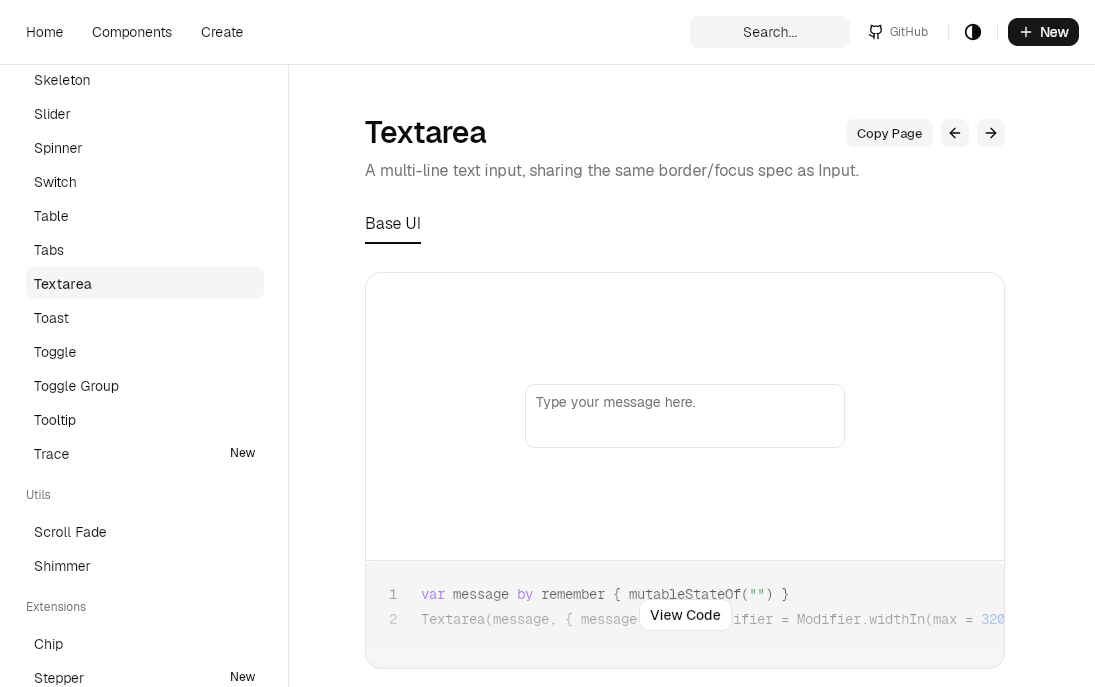 Home
Components
Create
Search...
GitHub
New
Skeleton
Slider
Spinner
Switch
Table
Tabs
Textarea
Toast
Toggle
Toggle Group
Tooltip
Trace New
Utils
Scroll Fade
Shimmer
Extensions
Chip
Stepper New
Textarea
Copy Page
A multi-line text input, sharing the same border/focus spec as Input.
Base UI
Type your message here.
1 var message by remember { mutableStateOf("") }
2 Textarea(message, { message ifier = Modifier.widthIn(max = 320
View Code